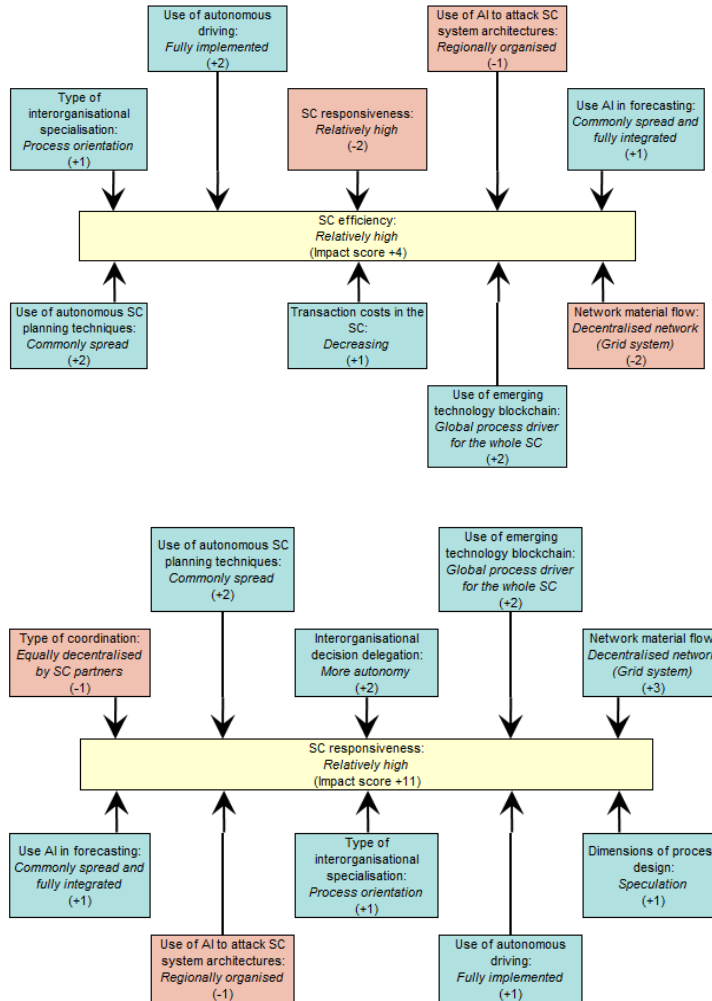 Use of autonomous
driving:
Fully implemented
(+2)
Use of AI to attack SC
system architectures:
Regionally organised
(-1)
Type of
interorganisational
specialisation:
Process orientation
(+1)
SC responsiveness:
Relatively high
(-2)
Use AI in forecasting:
Commonly spread and
fully integrated
(+1)
SC efficiency:
Relatively high
(Impact score +4)
Use of autonomous SC
planning techniques:
Commonly spread
(+2)
Transaction costs in the
SC:
Decreasing
(+1)
Network material flow:
Decentralised network
(Grid system)
(-2)
Use of emerging
technology blockchain:
Global process driver
for the whole SC
(+2)
Use of autonomous SC
planning techniques:
Commonly spread
(+2)
Use of emerging
technology blockchain:
Global process driver
for the whole SC
(+2)
Type of coordination:
Equally decentralised
by SC partners
(-1)
Interorganisational
decision delegation:
More autonomy
(+2)
Network material flow:
Decentralised network
(Grid system)
(+3)
SC responsiveness:
Relatively high
(Impact score +11)
Use AI in forecasting:
Commonly spread and
fully integrated
(+1)
Type of
interorganisational
specialisation:
Process orientation
(+1)
Dimensions of process
design:
Speculation
(+1)
Use of AI to attack SC
system architectures:
Regionally organised
(-1)
Use of autonomous
driving:
Fully implemented
(+1)